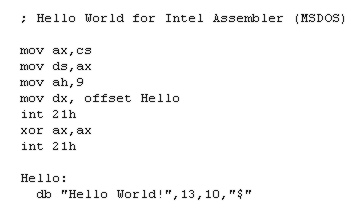 ; Hello World for Intel Assembler (MSDOS)
mov ax,cs
mov ds,ax
mov ah,9
mov dx, offset Hello
int 21h
xor ax,ax
int 21h
Hello:
db "Hello World!",13,10,"$"